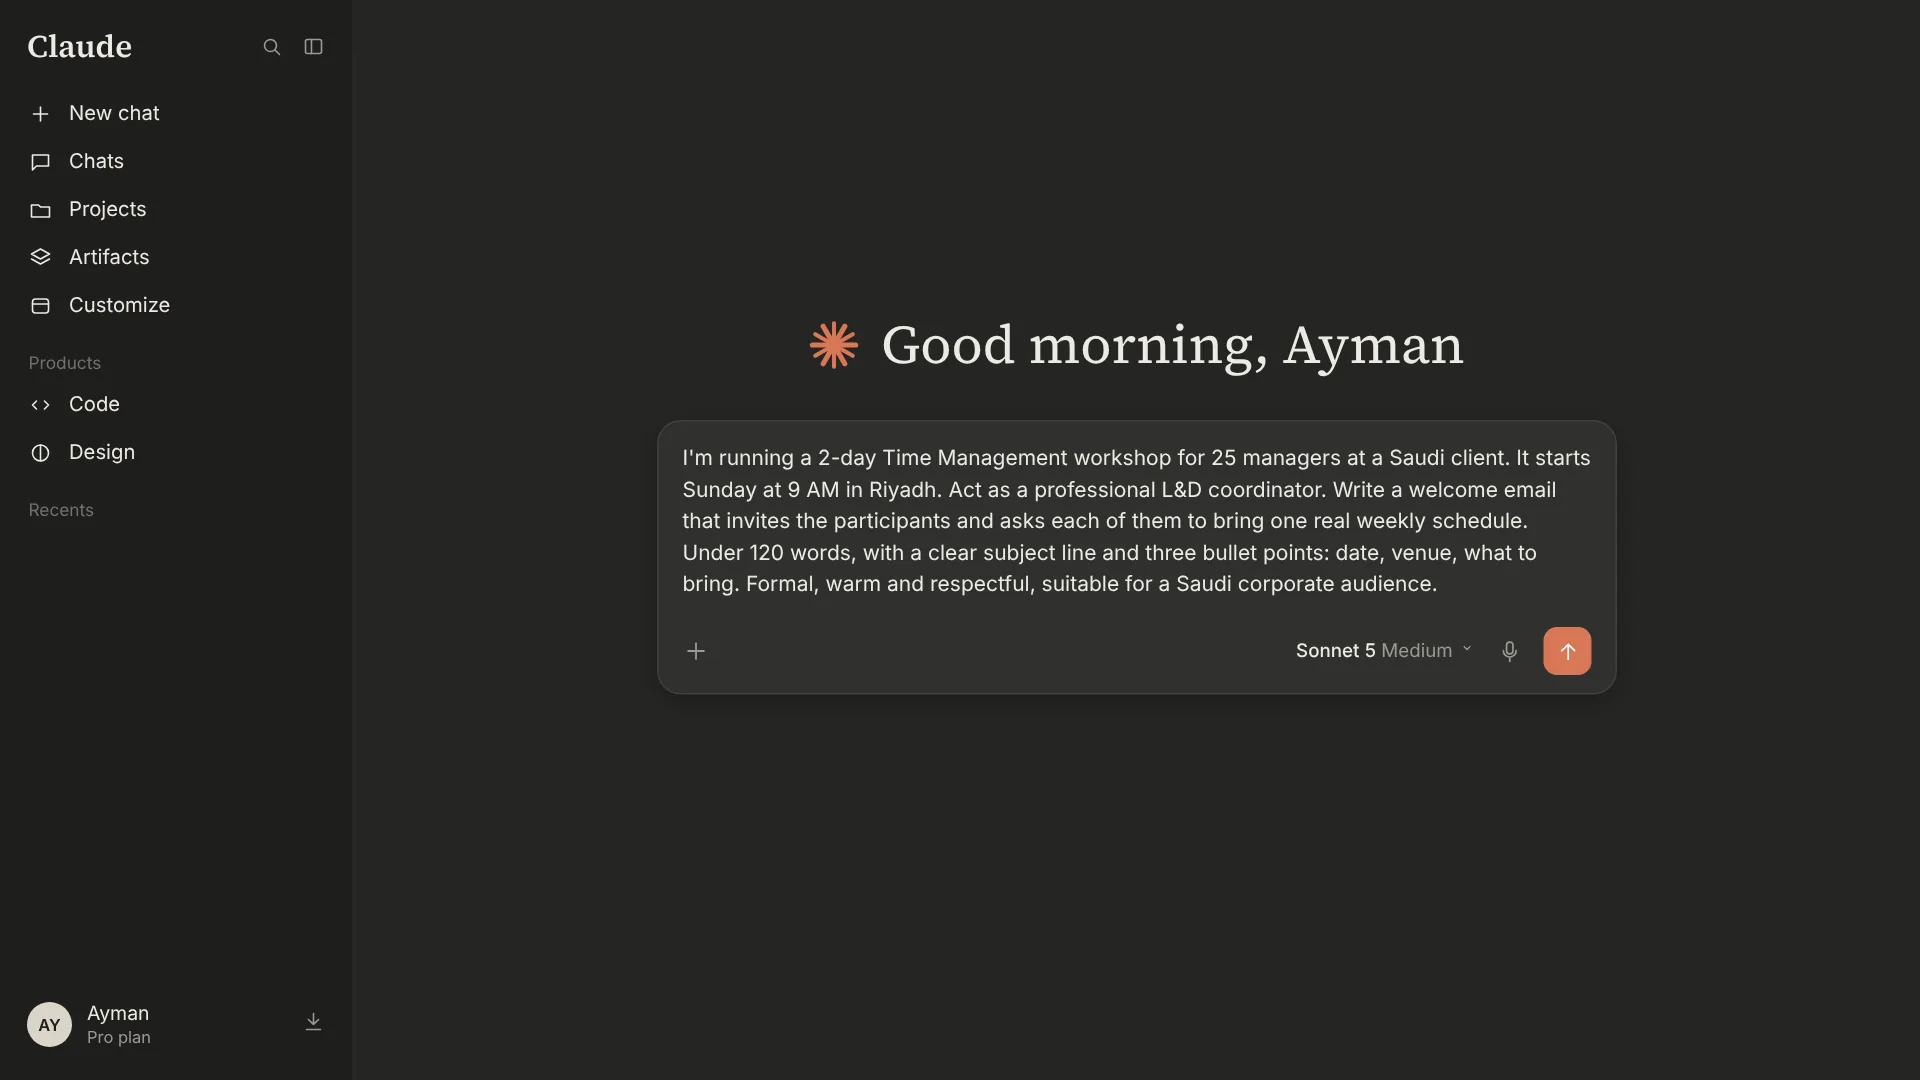 Claude
New chat
Chats
Projects
Artifacts
Customize
Products
Code
Design
Recents
Good morning, Ayman
I'm running a 2-day Time Management workshop for 25 managers at a Saudi client. It starts
Sunday at 9 AM in Riyadh. Act as a professional L&D coordinator. Write a welcome email
that invites the participants and asks each of them to bring one real weekly schedule.
Under 120 words, with a clear subject line and three bullet points: date, venue, what to
bring. Formal, warm and respectful, suitable for a Saudi corporate audience.
Sonnet 5 Medium
AY
Ayman
Pro plan